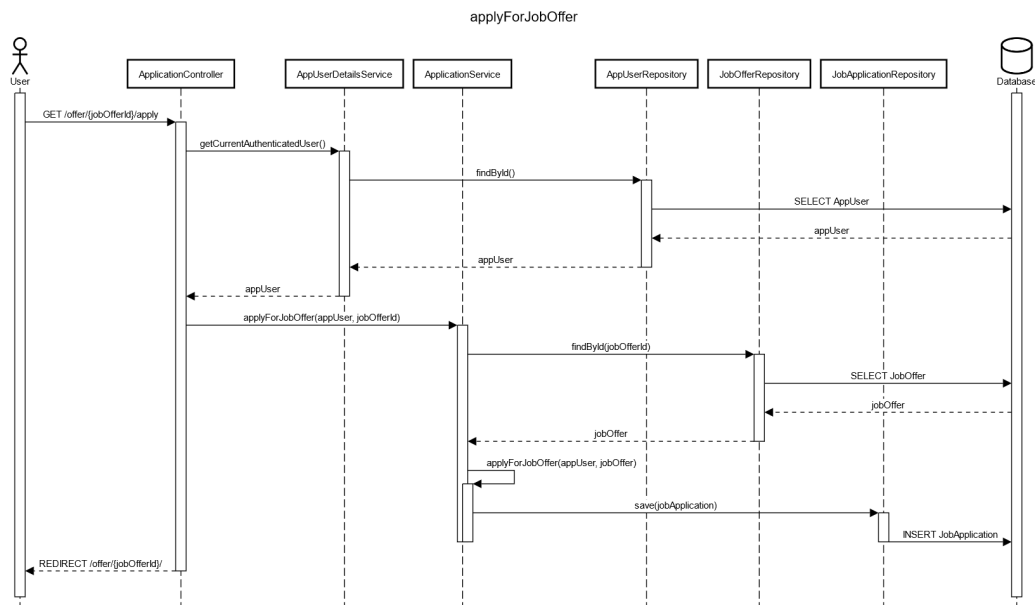 applyForJobOffer
User
ApplicationController
AppUserDetailsService
ApplicationService
AppUserRepository
JobOfferRepository
JobApplicationRepository
Database
GET /offer/{jobOfferId}/apply
getCurrentAuthenticatedUser()
findById()
SELECT AppUser
appUser
appUser
appUser
applyForJobOffer(appUser, jobOfferId)
findById(jobOfferId)
SELECT JobOffer
jobOffer
jobOffer
applyForJobOffer(appUser, jobOffer)
save(jobApplication)
INSERT JobApplication
REDIRECT /offer/{jobOfferId}/